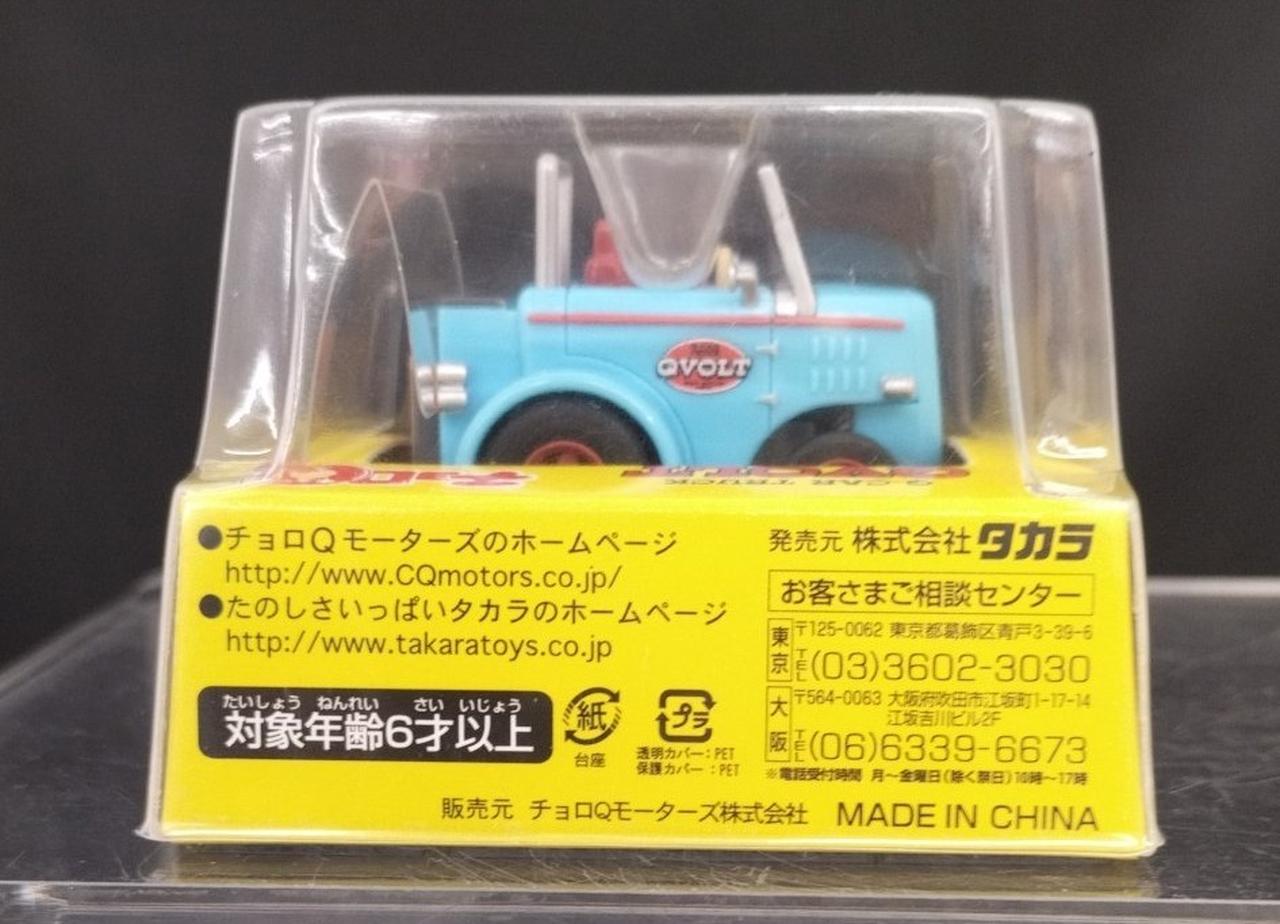 QVOLT
チョロQ
Q-CAR TRUCK
●チョロQモーターズのホームページ
http://www.CQmotors.co.jp/
●たのしさいっぱいタカラのホームページ
http://www.takaratoys.co.jp
たいしょう ねんれい さい いじょう
対象年齢6才以上
紙
台座
プラ
透明カバー:PET
保護カバー:PET
発売元 株式会社タカラ
お客さまご相談センター
東京 〒125-0062 東京都葛飾区青戸3-39-6
TEL (03)3602-3030
大阪 〒564-0063 大阪府吹田市江坂町1-17-14
江坂吉川ビル2F
TEL (06)6339-6673
※電話受付時間 月〜金曜日(除く祭日)10時〜17時
販売元 チョロQモーターズ株式会社 MADE IN CHINA